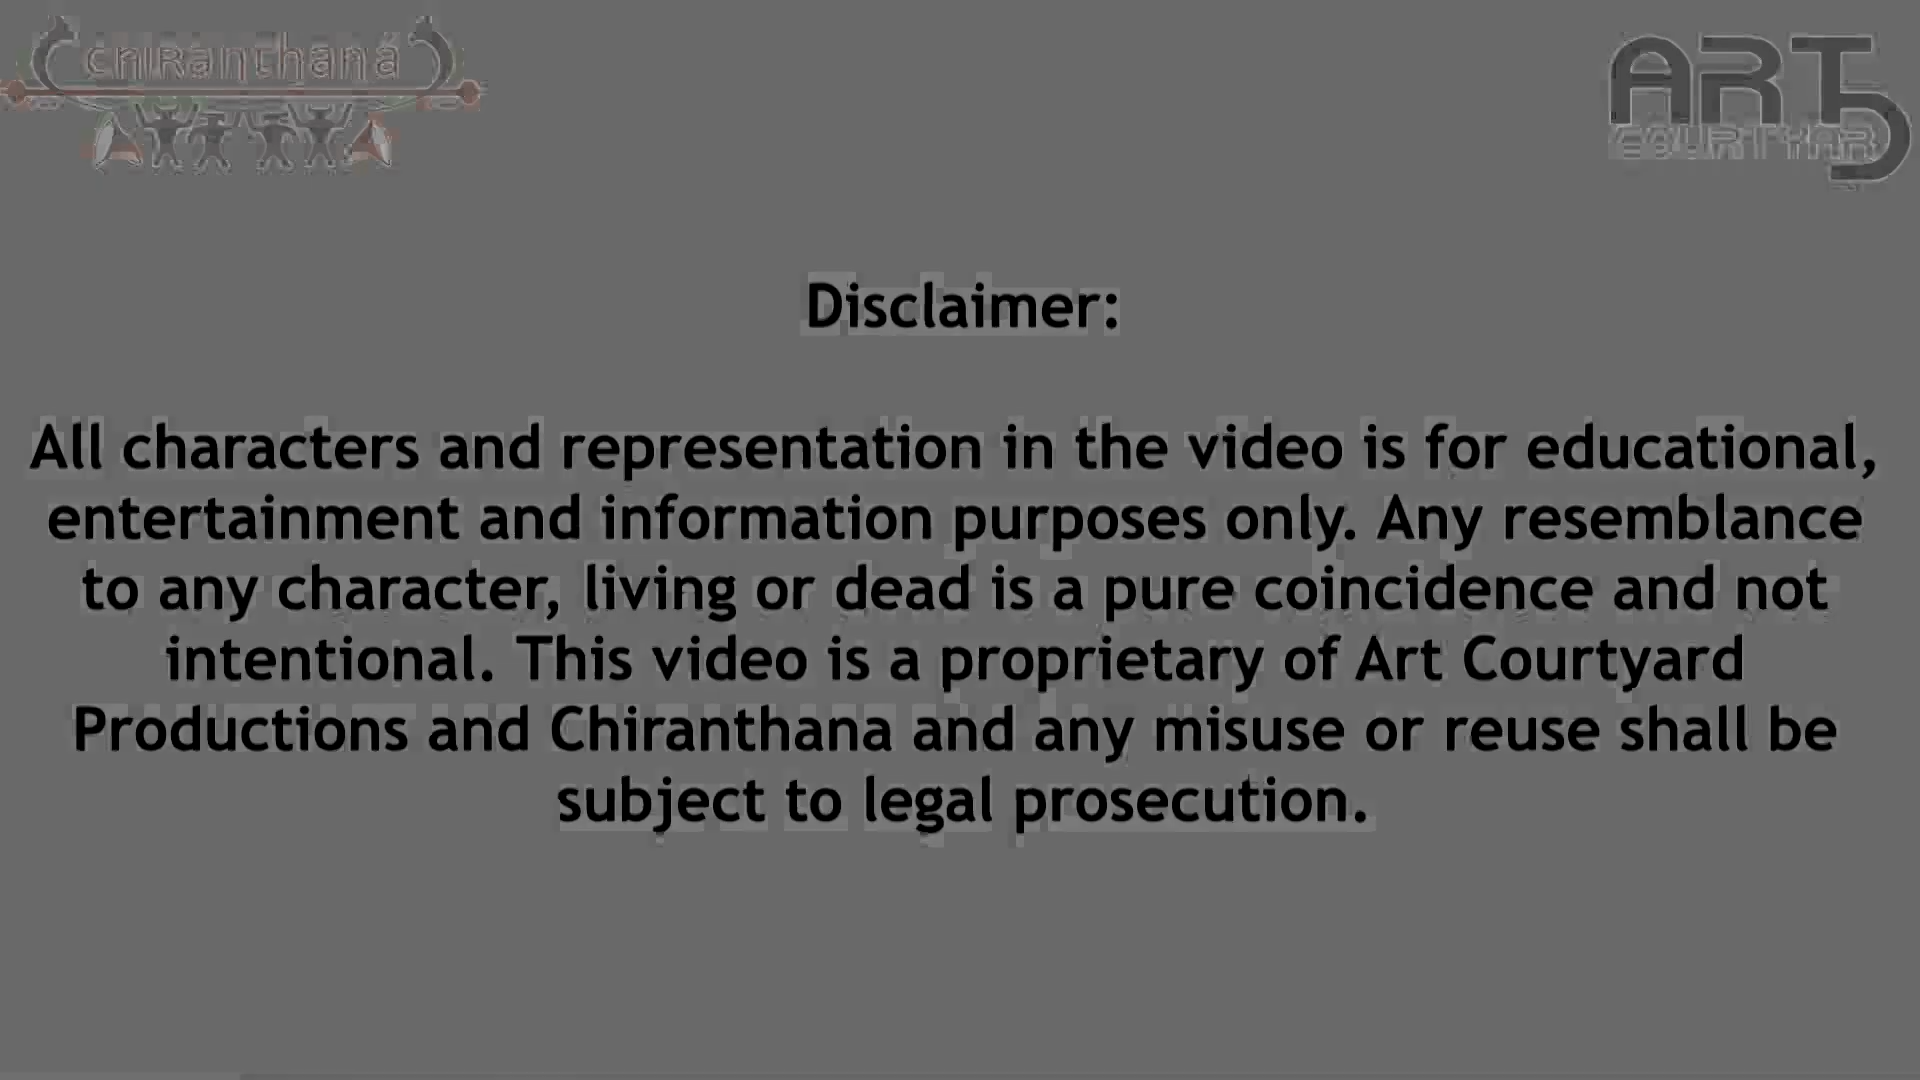 chiranthana
ART
COURTYARD
Disclaimer:
All characters and representation in the video is for educational,
entertainment and information purposes only. Any resemblance
to any character, living or dead is a pure coincidence and not
intentional. This video is a proprietary of Art Courtyard
Productions and Chiranthana and any misuse or reuse shall be
subject to legal prosecution.